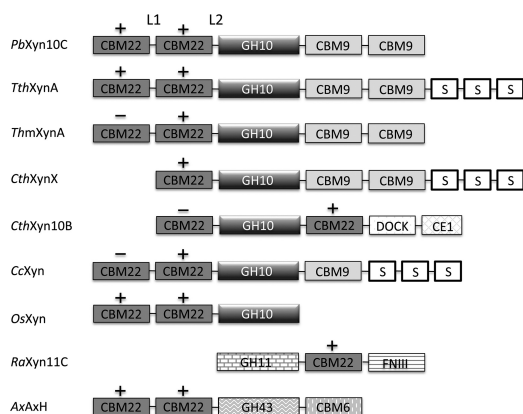 L1 L2
+ +
PbXyn10C CBM22 CBM22 GH10 CBM9 CBM9
+ +
TthXynA CBM22 CBM22 GH10 CBM9 CBM9 S S S
– +
ThmXynA CBM22 CBM22 GH10 CBM9 CBM9
+
CthXynX CBM22 GH10 CBM9 CBM9 S S S
– +
CthXyn10B CBM22 GH10 CBM22 DOCK CE1
– +
CcXyn CBM22 CBM22 GH10 CBM9 S S S
+ +
OsXyn CBM22 CBM22 GH10
+
RaXyn11C GH11 CBM22 FNIII
+ +
AxAxH CBM22 CBM22 GH43 CBM6